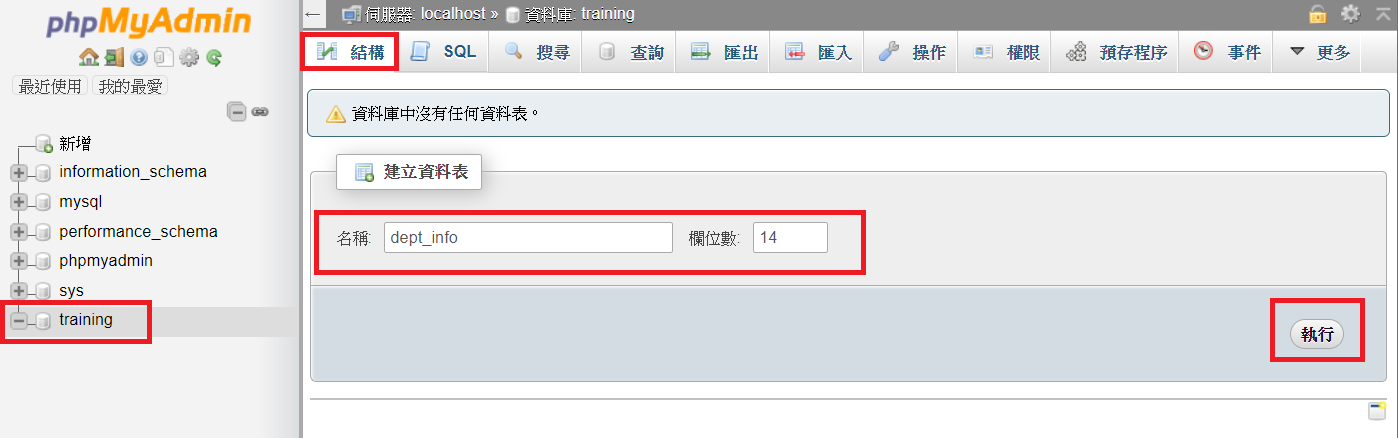 phpMyAdmin
最近使用 我的最愛
新增
information_schema
mysql
performance_schema
phpmyadmin
sys
training
← 伺服器: localhost » 資料庫: training
結構 SQL 搜尋 查詢 匯出 匯入 操作 權限 預存程序 事件 更多
資料庫中沒有任何資料表。
建立資料表
名稱: dept_info 欄位數: 14
執行